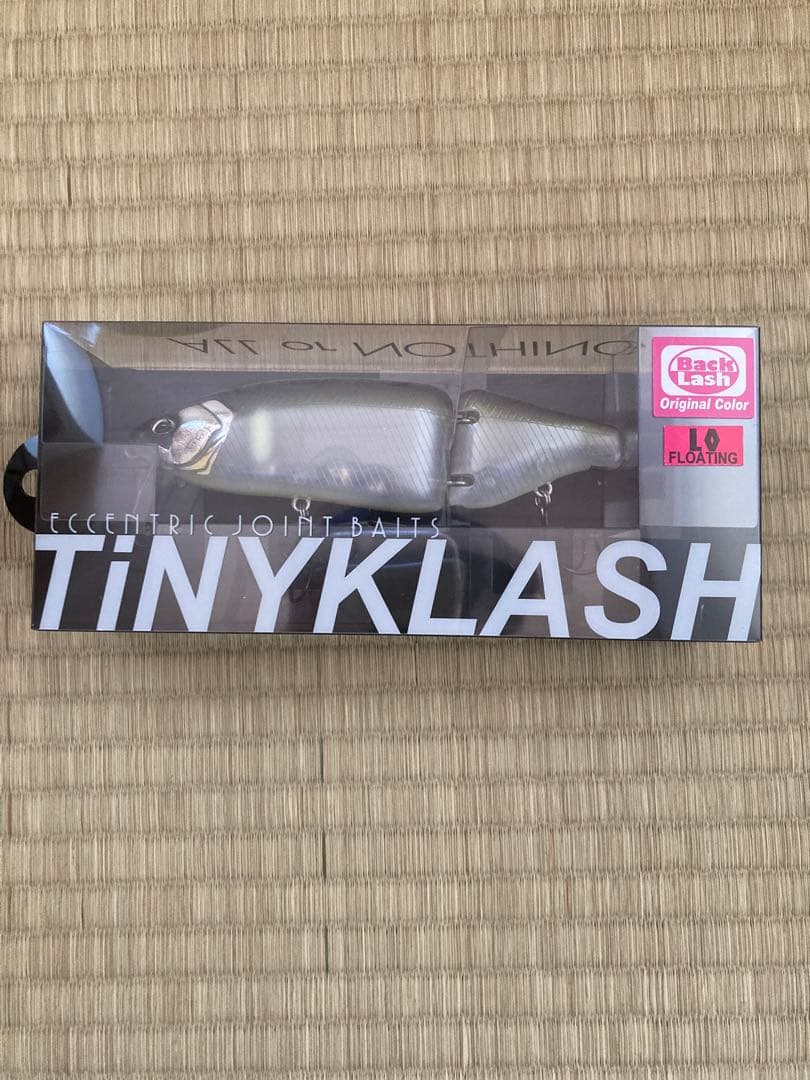 ALL OR NOTHING
Back
Lash
Original Color
LO
FLOATING
ECCENTRIC JOINT BAITS
TiNYKLASH